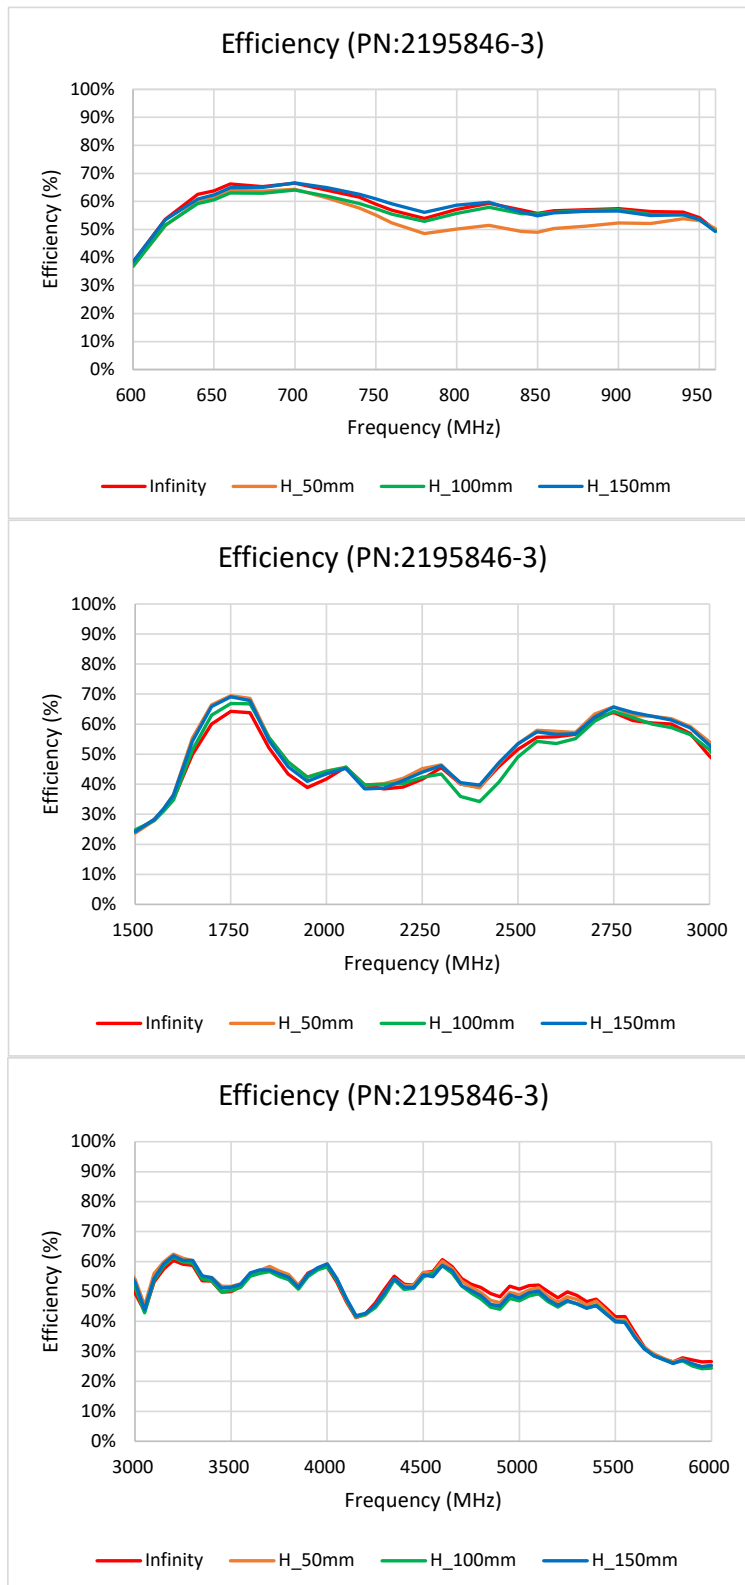 Efficiency (PN:2195846-3)
100%
90%
80%
70%
60%
50%
40%
30%
20%
10%
0%
Efficiency (%)
600 650 700 750 800 850 900 950
Frequency (MHz)
Infinity H_50mm H_100mm H_150mm
Efficiency (PN:2195846-3)
100%
90%
80%
70%
60%
50%
40%
30%
20%
10%
0%
Efficiency (%)
1500 1750 2000 2250 2500 2750 3000
Frequency (MHz)
Infinity H_50mm H_100mm H_150mm
Efficiency (PN:2195846-3)
100%
90%
80%
70%
60%
50%
40%
30%
20%
10%
0%
Efficiency (%)
3000 3500 4000 4500 5000 5500 6000
Frequency (MHz)
Infinity H_50mm H_100mm H_150mm